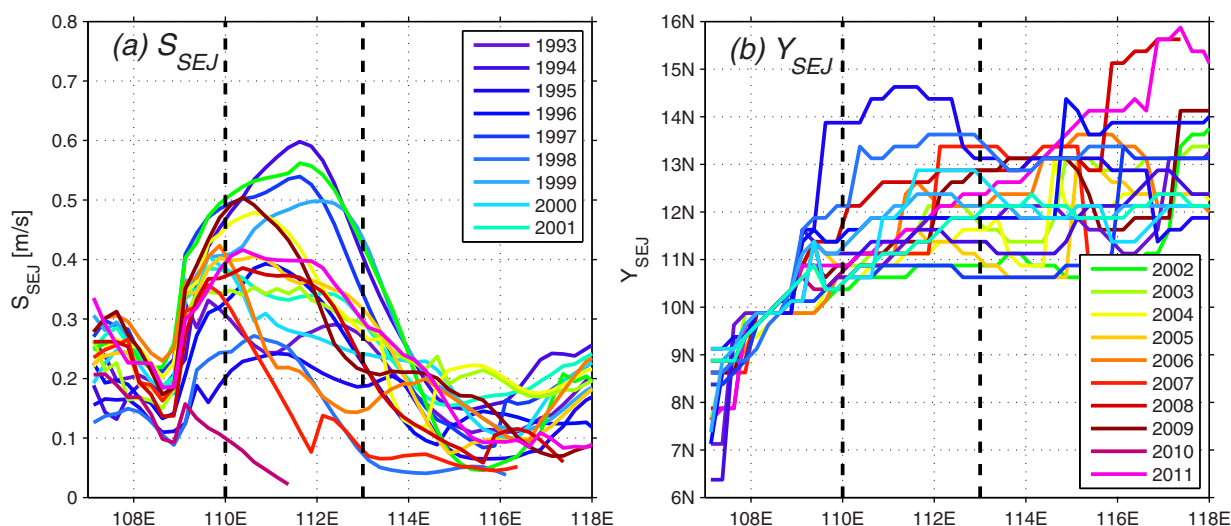 (a) S_SEJ
0.8
0.7
0.6
0.5
0.4
0.3
0.2
0.1
0
S_SEJ [m/s]
108E 110E 112E 114E 116E 118E
1993
1994
1995
1996
1997
1998
1999
2000
2001
(b) Y_SEJ
16N
15N
14N
13N
12N
11N
10N
9N
8N
7N
6N
Y_SEJ
108E 110E 112E 114E 116E 118E
2002
2003
2004
2005
2006
2007
2008
2009
2010
2011